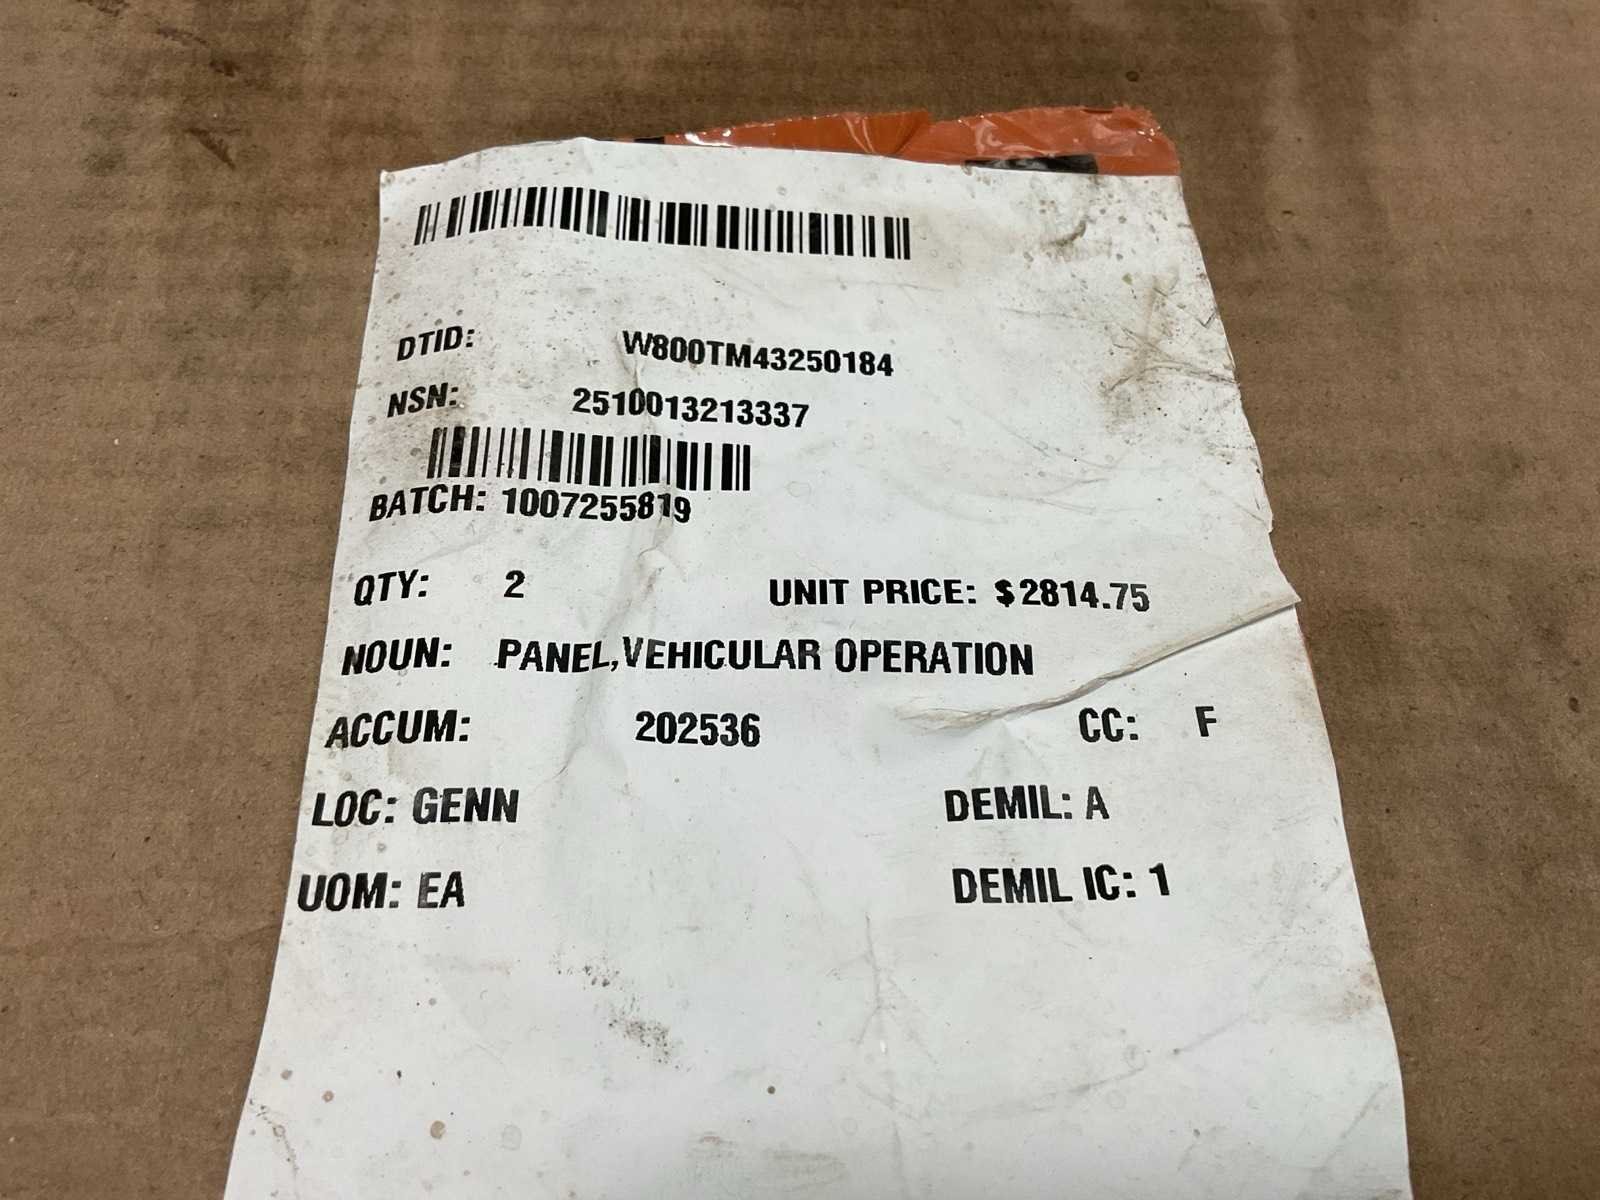 DTID: W800TM43250184
NSN: 2510013213337
BATCH: 1007255819
QTY: 2 UNIT PRICE: $2814.75
NOUN: PANEL,VEHICULAR OPERATION
ACCUM: 202536 CC: F
LOC: GENN DEMIL: A
UOM: EA DEMIL IC: 1